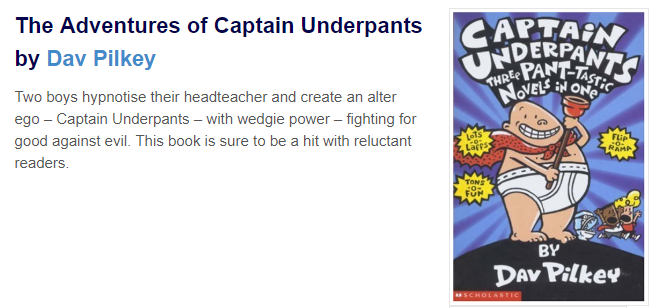 The Adventures of Captain Underpants
by Dav Pilkey
Two boys hypnotise their headteacher and create an alter
ego – Captain Underpants – with wedgie power – fighting for
good against evil. This book is sure to be a hit with reluctant
readers.
CAPTAIN
UNDERPANTS
THREE PANT-TASTIC
NOVELS IN ONE
LOTS
-O-
LAFFS
FLIP
-O-
RAMA
TONS
-O-
FUN
BY
DAV PILKEY
SCHOLASTIC